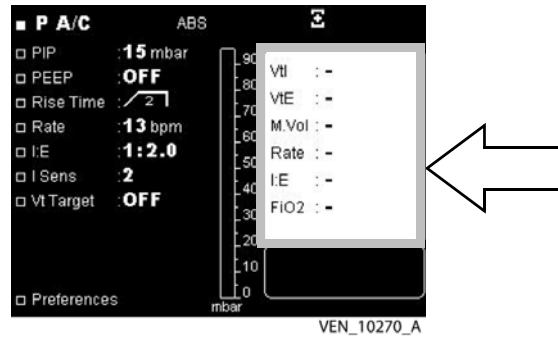 ■ P A/C ABS
□ PIP :15 mbar
□ PEEP :OFF
□ Rise Time : 2
□ Rate :13 bpm
□ I:E :1:2.0
□ I Sens :2
□ Vt Target :OFF
□ Preferences
90
80
70
60
50
40
30
20
10
0
mbar
VtI : -
VtE : -
M.Vol : -
Rate : -
I:E : -
FiO2 : -
VEN_10270_A